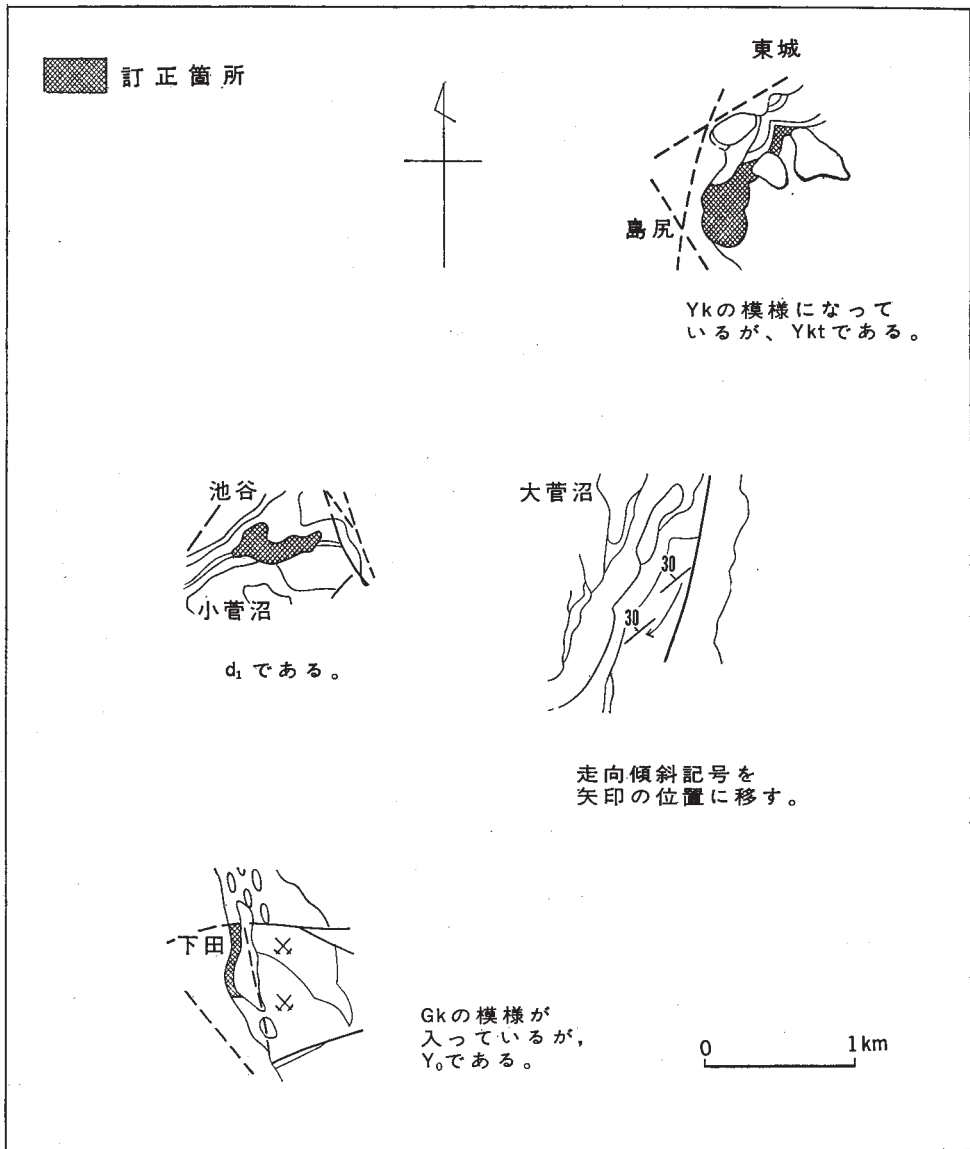 訂正箇所
東城
島尻
Ykの模様になって
いるが、Yktである。
池谷
小菅沼
d₁である。
大菅沼
30
30
走向傾斜記号を
矢印の位置に移す。
下田
Gkの模様が
入っているが，
Y₀である。
0 1km